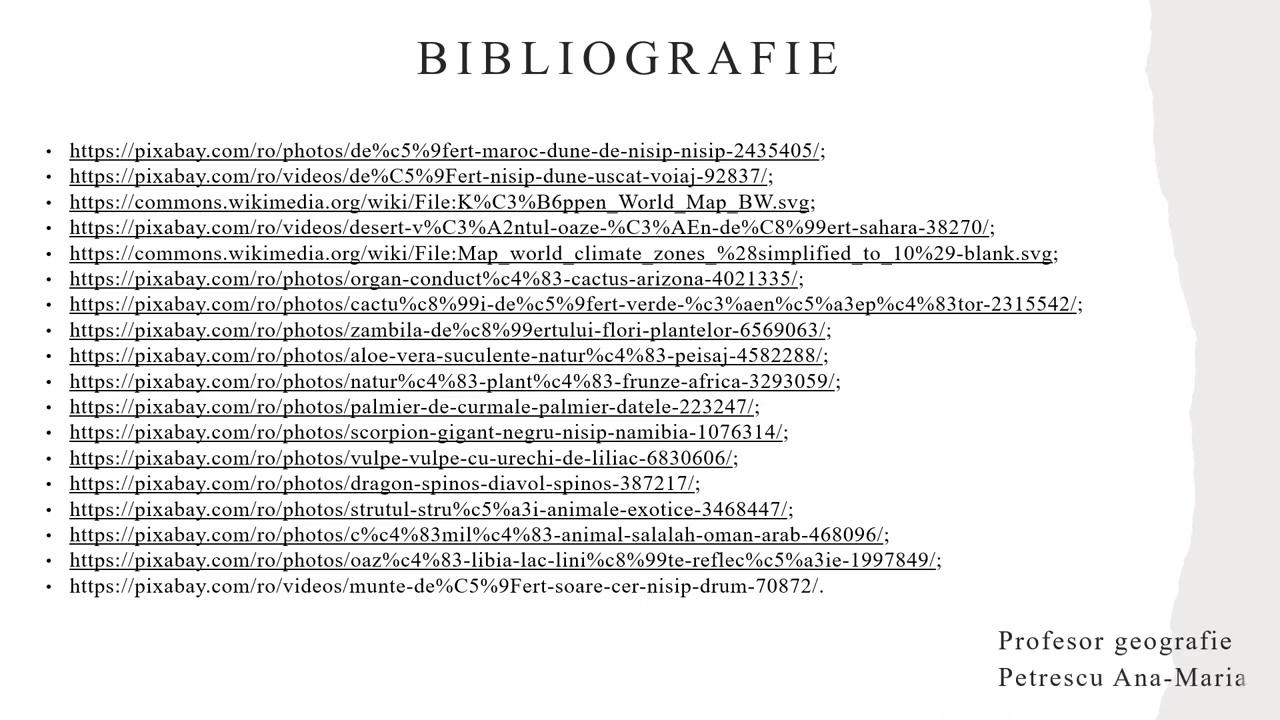 BIBLIOGRAFIE
• https://pixabay.com/ro/photos/de%c5%9fert-maroc-dune-de-nisip-nisip-2435405/;
• https://pixabay.com/ro/videos/de%C5%9Fert-nisip-dune-uscat-voiaj-92837/;
• https://commons.wikimedia.org/wiki/File:K%C3%B6ppen_World_Map_BW.svg;
• https://pixabay.com/ro/videos/desert-v%C3%A2ntul-oaze-%C3%AEn-de%C8%99ert-sahara-38270/;
• https://commons.wikimedia.org/wiki/File:Map_world_climate_zones_%28simplified_to_10%29-blank.svg;
• https://pixabay.com/ro/photos/organ-conduct%c4%83-cactus-arizona-4021335/;
• https://pixabay.com/ro/photos/cactu%c8%99i-de%c5%9fert-verde-%c3%aen%c5%a3ep%c4%83tor-2315542/;
• https://pixabay.com/ro/photos/zambila-de%c8%99ertului-flori-plantelor-6569063/;
• https://pixabay.com/ro/photos/aloe-vera-suculente-natur%c4%83-peisaj-4582288/;
• https://pixabay.com/ro/photos/natur%c4%83-plant%c4%83-frunze-africa-3293059/;
• https://pixabay.com/ro/photos/palmier-de-curmale-palmier-datele-223247/;
• https://pixabay.com/ro/photos/scorpion-gigant-negru-nisip-namibia-1076314/;
• https://pixabay.com/ro/photos/vulpe-vulpe-cu-urechi-de-liliac-6830606/;
• https://pixabay.com/ro/photos/dragon-spinos-diavol-spinos-387217/;
• https://pixabay.com/ro/photos/strutul-stru%c5%a3i-animale-exotice-3468447/;
• https://pixabay.com/ro/photos/c%c4%83mil%c4%83-animal-salalah-oman-arab-468096/;
• https://pixabay.com/ro/photos/oaz%c4%83-libia-lac-lini%c8%99te-reflec%c5%a3ie-1997849/;
• https://pixabay.com/ro/videos/munte-de%C5%9Fert-soare-cer-nisip-drum-70872/.
Profesor geografie
Petrescu Ana-Maria